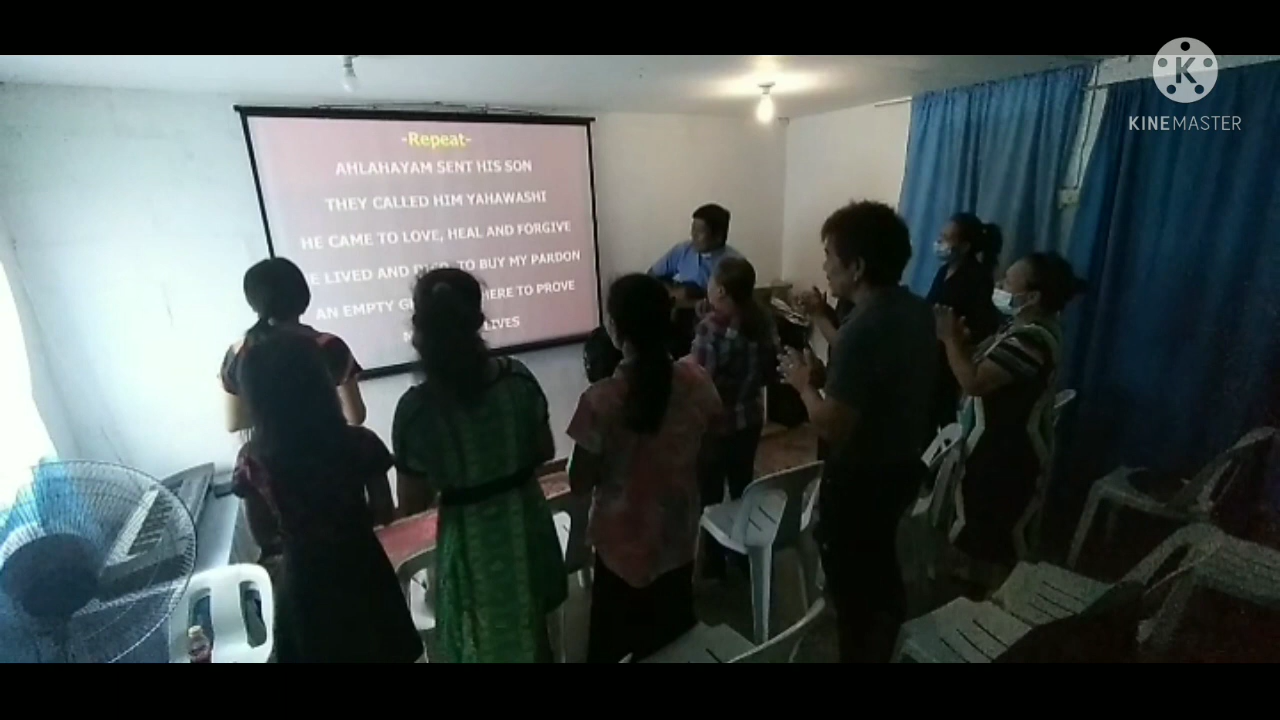 -Repeat-
AHLAHAYAM SENT HIS SON
THEY CALLED HIM YAHAWASHI
HE CAME TO LOVE, HEAL AND FORGIVE
LIVED AND TO BUY MY PARDON
AN EMPTY TO PROVE
LIVES
K
KINEMASTER